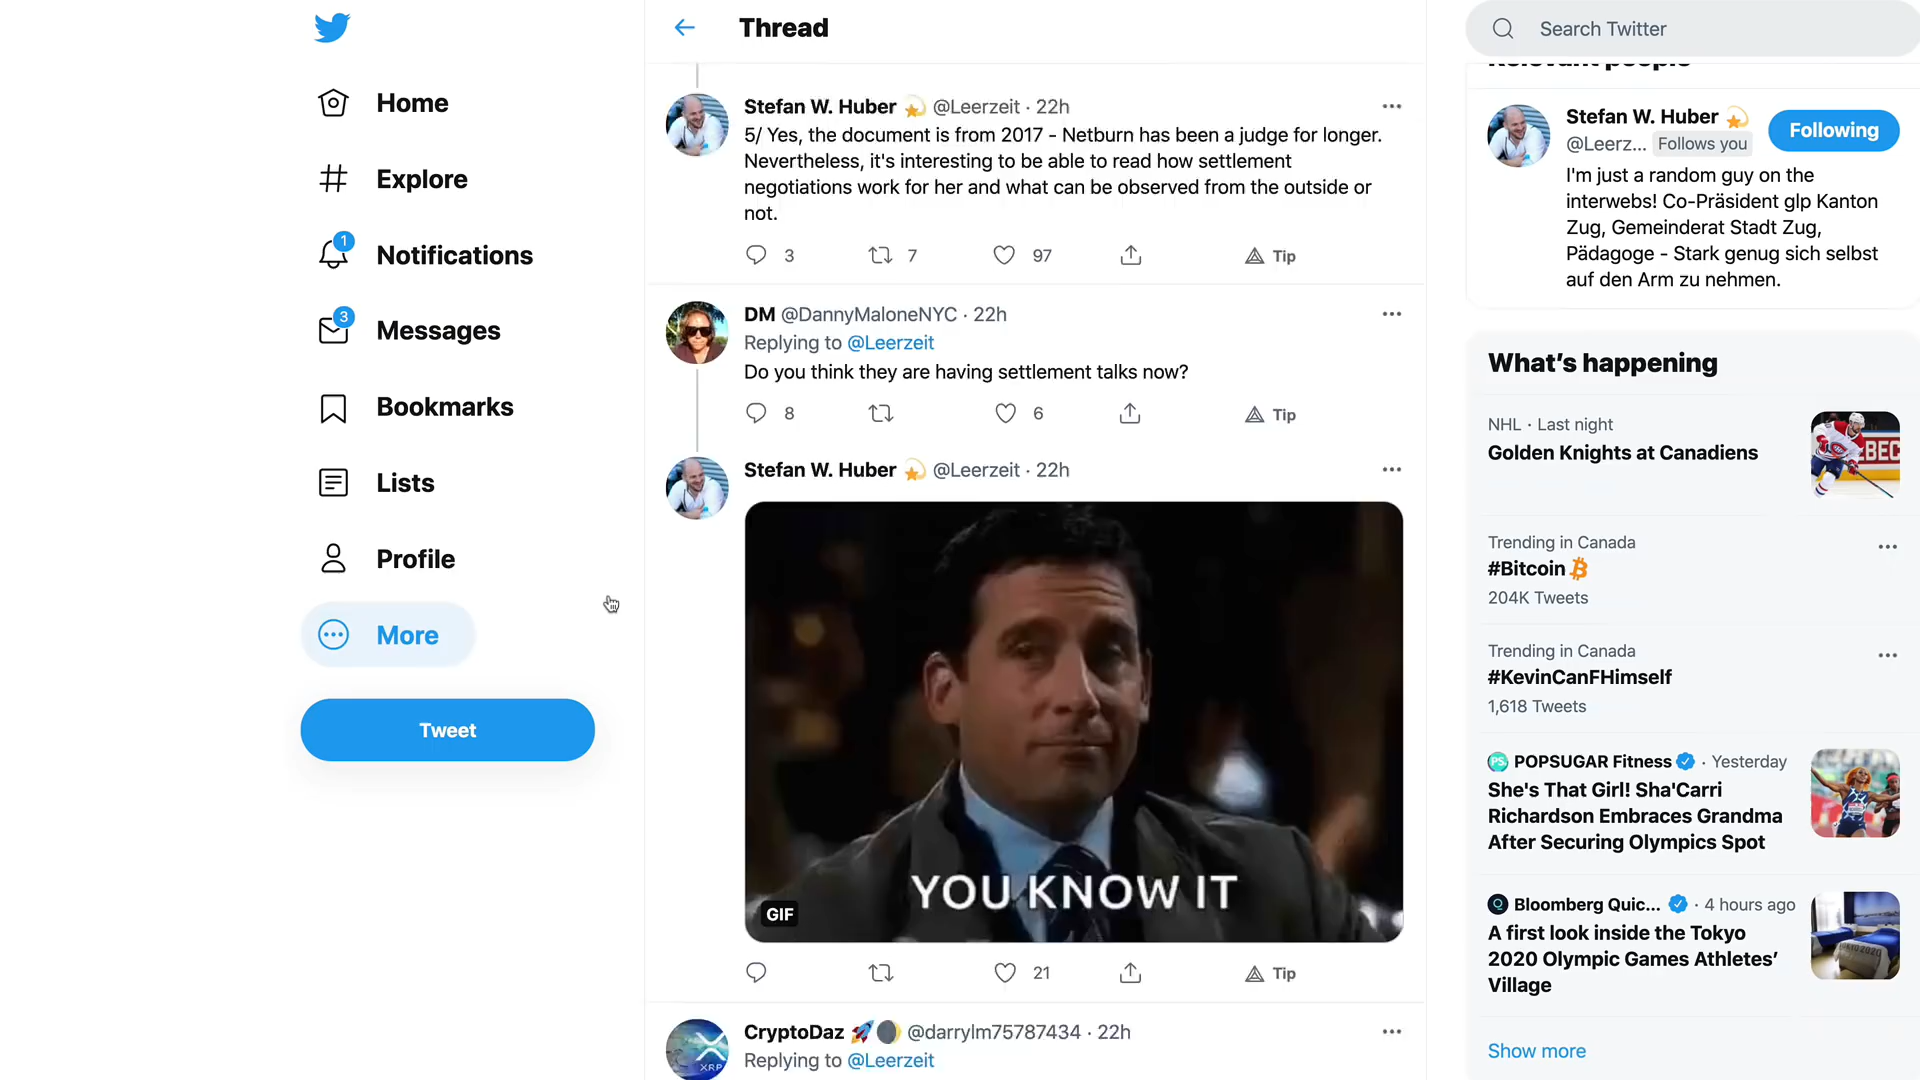 Home
Explore
1
Notifications
3
Messages
Bookmarks
Lists
Profile
More
Tweet
Thread
Stefan W. Huber 💫 @Leerzeit · 22h
5/ Yes, the document is from 2017 - Netburn has been a judge for longer.
Nevertheless, it's interesting to be able to read how settlement
negotiations work for her and what can be observed from the outside or
not.
3 7 97 Tip
DM @DannyMaloneNYC · 22h
Replying to @Leerzeit
Do you think they are having settlement talks now?
8 6 Tip
Stefan W. Huber 💫 @Leerzeit · 22h
YOU KNOW IT
GIF
21 Tip
CryptoDaz 🚀🌒 @darrylm75787434 · 22h
Replying to @Leerzeit
XRP
Search Twitter
Relevant people
Stefan W. Huber 💫
@Leerz... Follows you
Following
I'm just a random guy on the
interwebs! Co-Präsident glp Kanton
Zug, Gemeinderat Stadt Zug,
Pädagoge - Stark genug sich selbst
auf den Arm zu nehmen.
What's happening
NHL · Last night
Golden Knights at Canadiens
Trending in Canada
#Bitcoin
204K Tweets
Trending in Canada
#KevinCanFHimself
1,618 Tweets
PS. POPSUGAR Fitness · Yesterday
She's That Girl! Sha'Carri
Richardson Embraces Grandma
After Securing Olympics Spot
Bloomberg Quic... · 4 hours ago
A first look inside the Tokyo
2020 Olympic Games Athletes’
Village
Show more